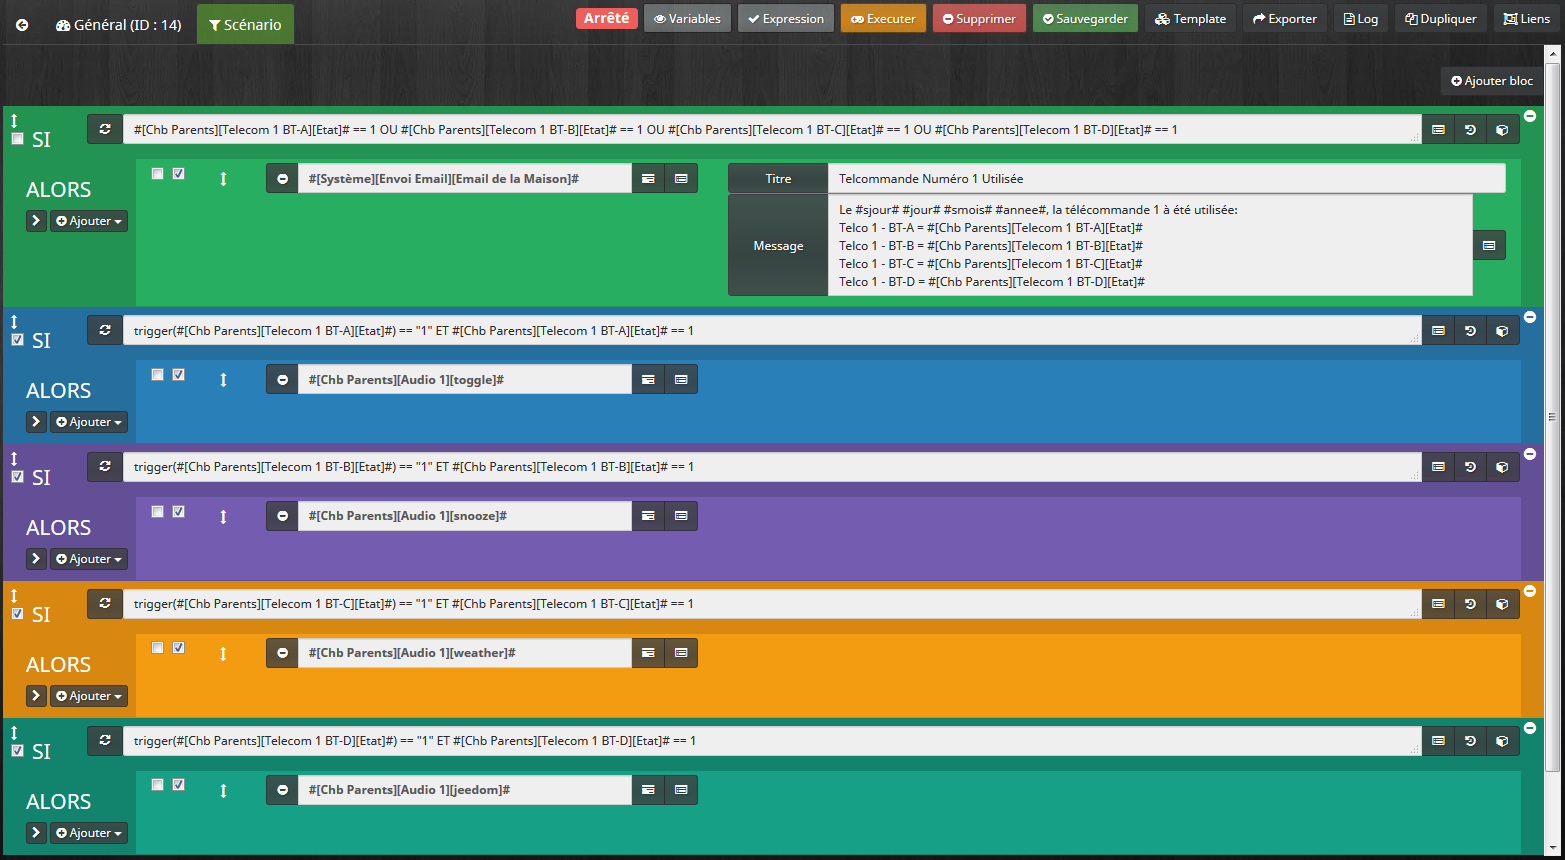 Général (ID : 14) Scénario Arrêté Variables Expression Executer Supprimer Sauvegarder Template Exporter Log Dupliquer Liens
Ajouter bloc
SI #[Chb Parents][Telecom 1 BT-A][Etat]# == 1 OU #[Chb Parents][Telecom 1 BT-B][Etat]# == 1 OU #[Chb Parents][Telecom 1 BT-C][Etat]# == 1 OU #[Chb Parents][Telecom 1 BT-D][Etat]# == 1
ALORS
Ajouter
#[Système][Envoi Email][Email de la Maison]#
Titre Telcommande Numéro 1 Utilisée
Message
Le #sjour# #jour# #smois# #annee#, la télécommande 1 à été utilisée:
Telco 1 - BT-A = #[Chb Parents][Telecom 1 BT-A][Etat]#
Telco 1 - BT-B = #[Chb Parents][Telecom 1 BT-B][Etat]#
Telco 1 - BT-C = #[Chb Parents][Telecom 1 BT-C][Etat]#
Telco 1 - BT-D = #[Chb Parents][Telecom 1 BT-D][Etat]#
SI trigger(#[Chb Parents][Telecom 1 BT-A][Etat]#) == "1" ET #[Chb Parents][Telecom 1 BT-A][Etat]# == 1
ALORS
Ajouter
#[Chb Parents][Audio 1][toggle]#
SI trigger(#[Chb Parents][Telecom 1 BT-B][Etat]#) == "1" ET #[Chb Parents][Telecom 1 BT-B][Etat]# == 1
ALORS
Ajouter
#[Chb Parents][Audio 1][snooze]#
SI trigger(#[Chb Parents][Telecom 1 BT-C][Etat]#) == "1" ET #[Chb Parents][Telecom 1 BT-C][Etat]# == 1
ALORS
Ajouter
#[Chb Parents][Audio 1][weather]#
SI trigger(#[Chb Parents][Telecom 1 BT-D][Etat]#) == "1" ET #[Chb Parents][Telecom 1 BT-D][Etat]# == 1
ALORS
Ajouter
#[Chb Parents][Audio 1][jeedom]#